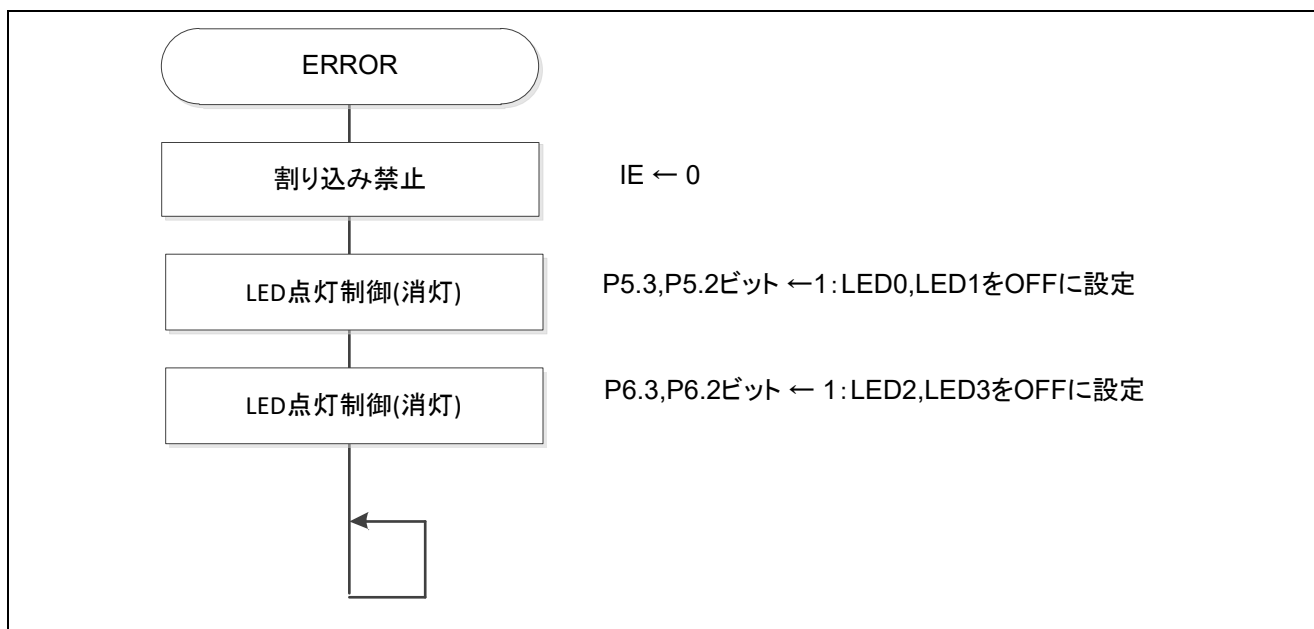 ERROR
割り込み禁止
IE ← 0
LED点灯制御(消灯)
P5.3,P5.2ビット ←1:LED0,LED1をOFFに設定
LED点灯制御(消灯)
P6.3,P6.2ビット ← 1:LED2,LED3をOFFに設定